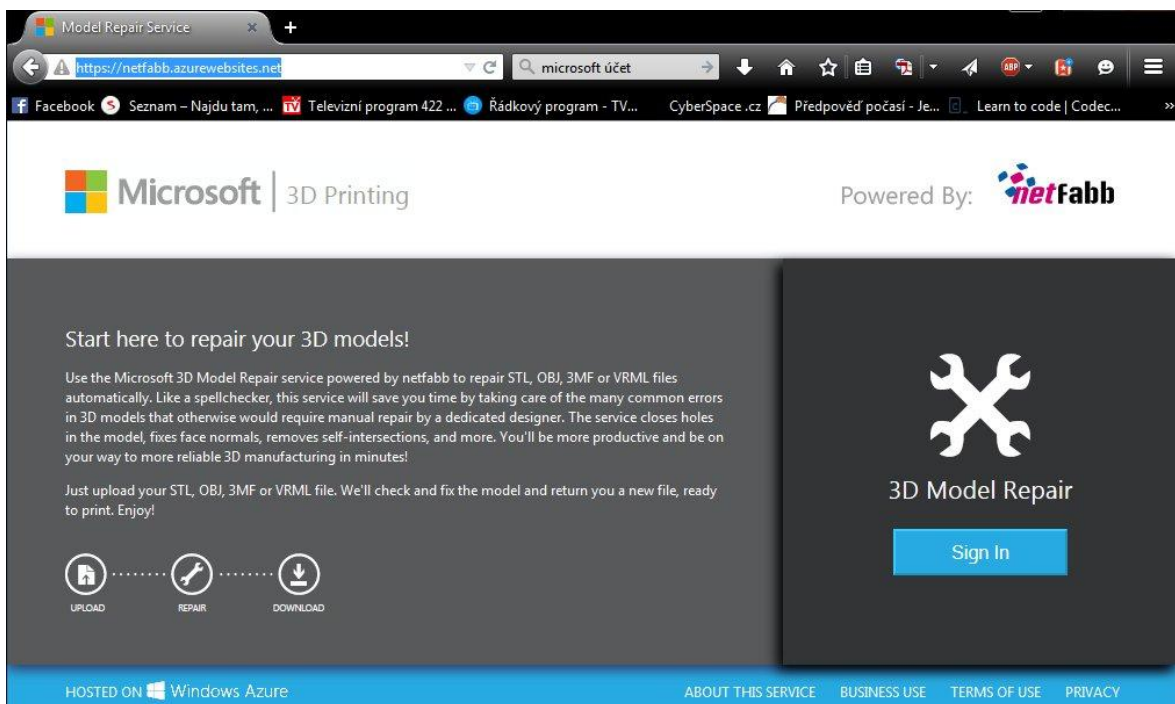 Model Repair Service × +
https://netfabb.azurewebsites.net microsoft účet ABP
Facebook Seznam – Najdu tam, ... Televizní program 422 ... Řádkový program - TV... CyberSpace.cz Předpověď počasí - Je... Learn to code | Codec... »
Microsoft | 3D Printing Powered By: netfabb
Start here to repair your 3D models!
Use the Microsoft 3D Model Repair service powered by netfabb to repair STL, OBJ, 3MF or VRML files
automatically. Like a spellchecker, this service will save you time by taking care of the many common errors
in 3D models that otherwise would require manual repair by a dedicated designer. The service closes holes
in the model, fixes face normals, removes self-intersections, and more. You'll be more productive and be on
your way to more reliable 3D manufacturing in minutes!
Just upload your STL, OBJ, 3MF or VRML file. We'll check and fix the model and return you a new file, ready
to print. Enjoy!
UPLOAD REPAIR DOWNLOAD
3D Model Repair
Sign In
HOSTED ON Windows Azure ABOUT THIS SERVICE BUSINESS USE TERMS OF USE PRIVACY